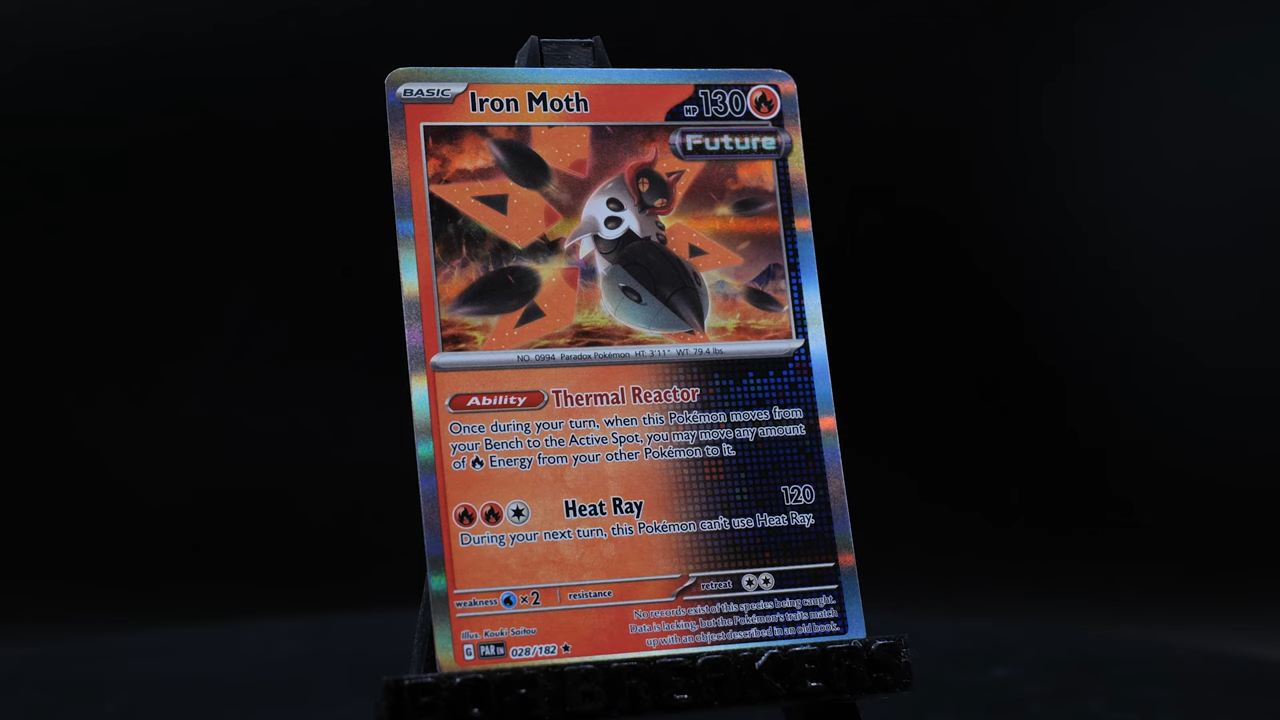 BASIC Iron Moth HP 130
Future
NO. 0994 Paradox Pokémon HT: 3'11" WT: 79.4 lbs.
Ability Thermal Reactor
Once during your turn, when this Pokémon moves from
your Bench to the Active Spot, you may move any amount
of Energy from your other Pokémon to it.
Heat Ray 120
During your next turn, this Pokémon can't use Heat Ray.
weakness ×2 resistance retreat
No records exist of this species being caught.
Data is lacking, but the Pokémon's traits match
up with an object described in an old book.
Illus. Kouki Saitou
G PAR EN 028/182